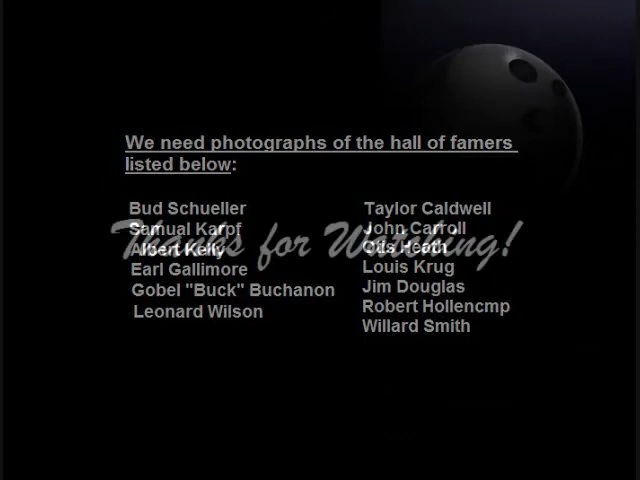 We need photographs of the hall of famers
listed below:
Bud Schueller
Samual Karpf
Albert Kelly
Earl Gallimore
Gobel "Buck" Buchanon
Leonard Wilson
Taylor Caldwell
John Carroll
Otis Heath
Louis Krug
Jim Douglas
Robert Hollencmp
Willard Smith
Thanks for Watching!